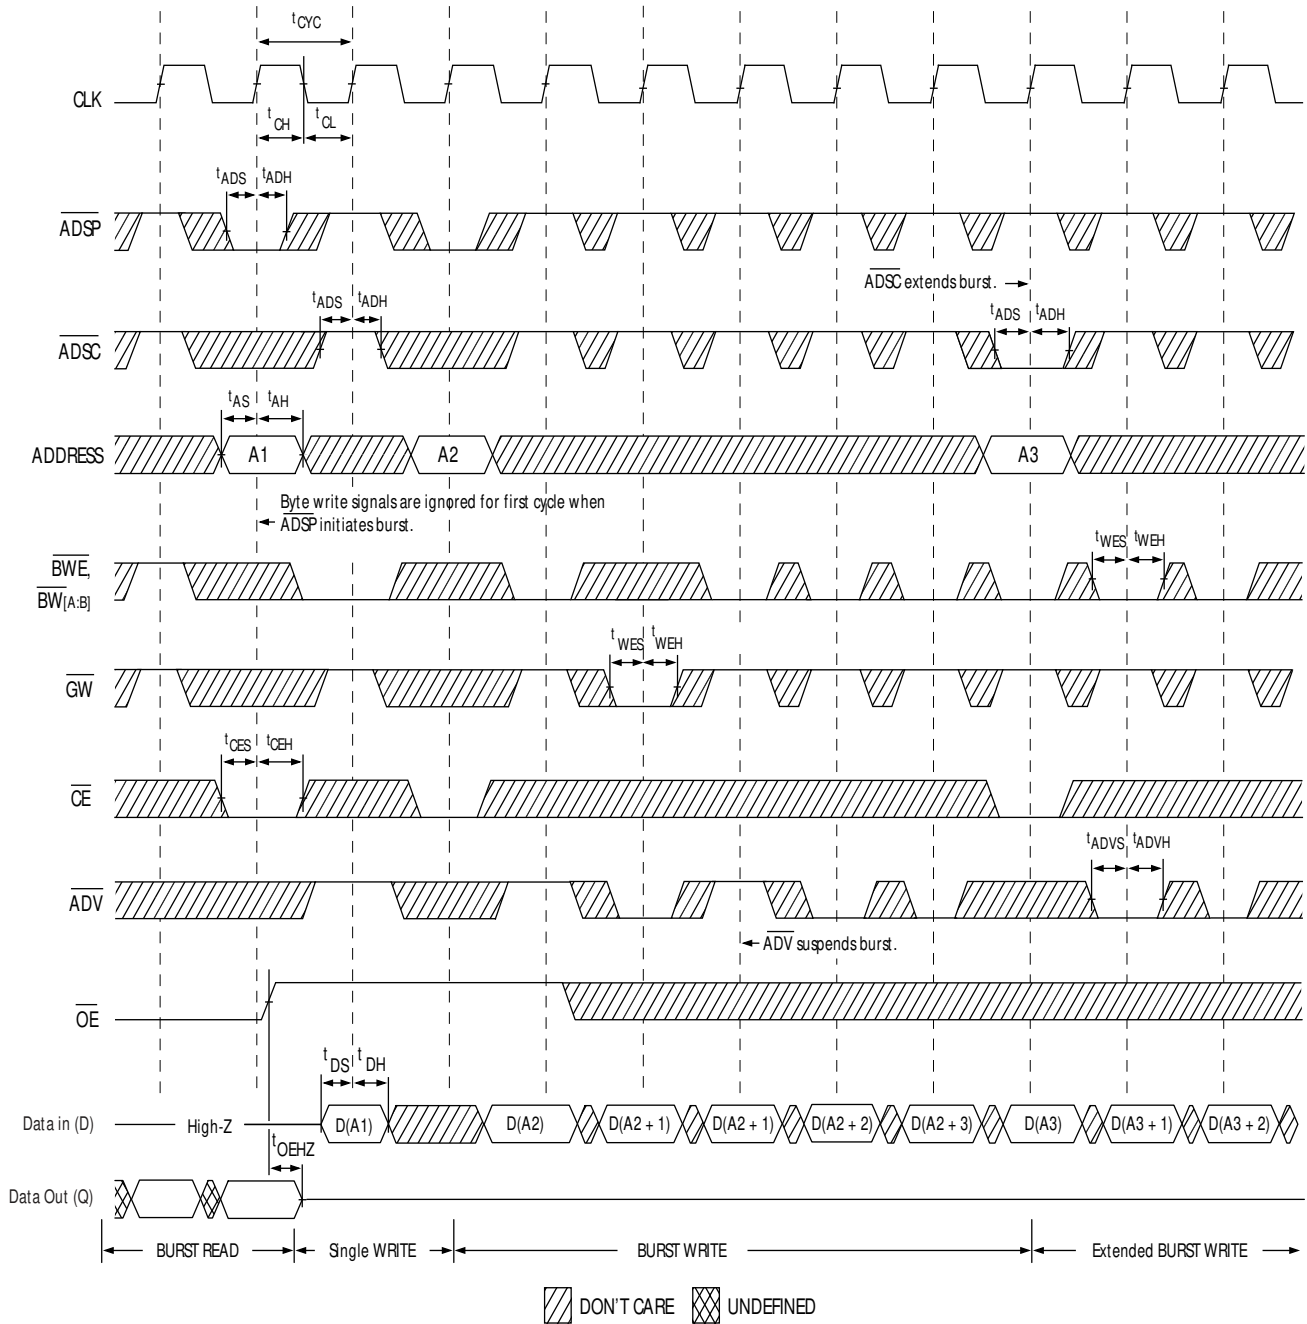 tCYC
CLK
tCH
tCL
tADS
tADH
ADSP
ADSC extends burst.
tADS
tADH
tADS
tADH
ADSC
tAS
tAH
ADDRESS
A1
A2
A3
Byte write signals are ignored for first cycle when
ADSP initiates burst.
tWES
tWEH
BWE,
BW[A:B]
tWES
tWEH
GW
tCES
tCEH
CE
tADVS
tADVH
ADV
ADV suspends burst.
OE
tDS
tDH
Data in (D)
High-Z
D(A1)
D(A2)
D(A2 + 1)
D(A2 + 1)
D(A2 + 2)
D(A2 + 3)
D(A3)
D(A3 + 1)
D(A3 + 2)
tOEHZ
Data Out (Q)
BURST READ
Single WRITE
BURST WRITE
Extended BURST WRITE
DON'T CARE
UNDEFINED